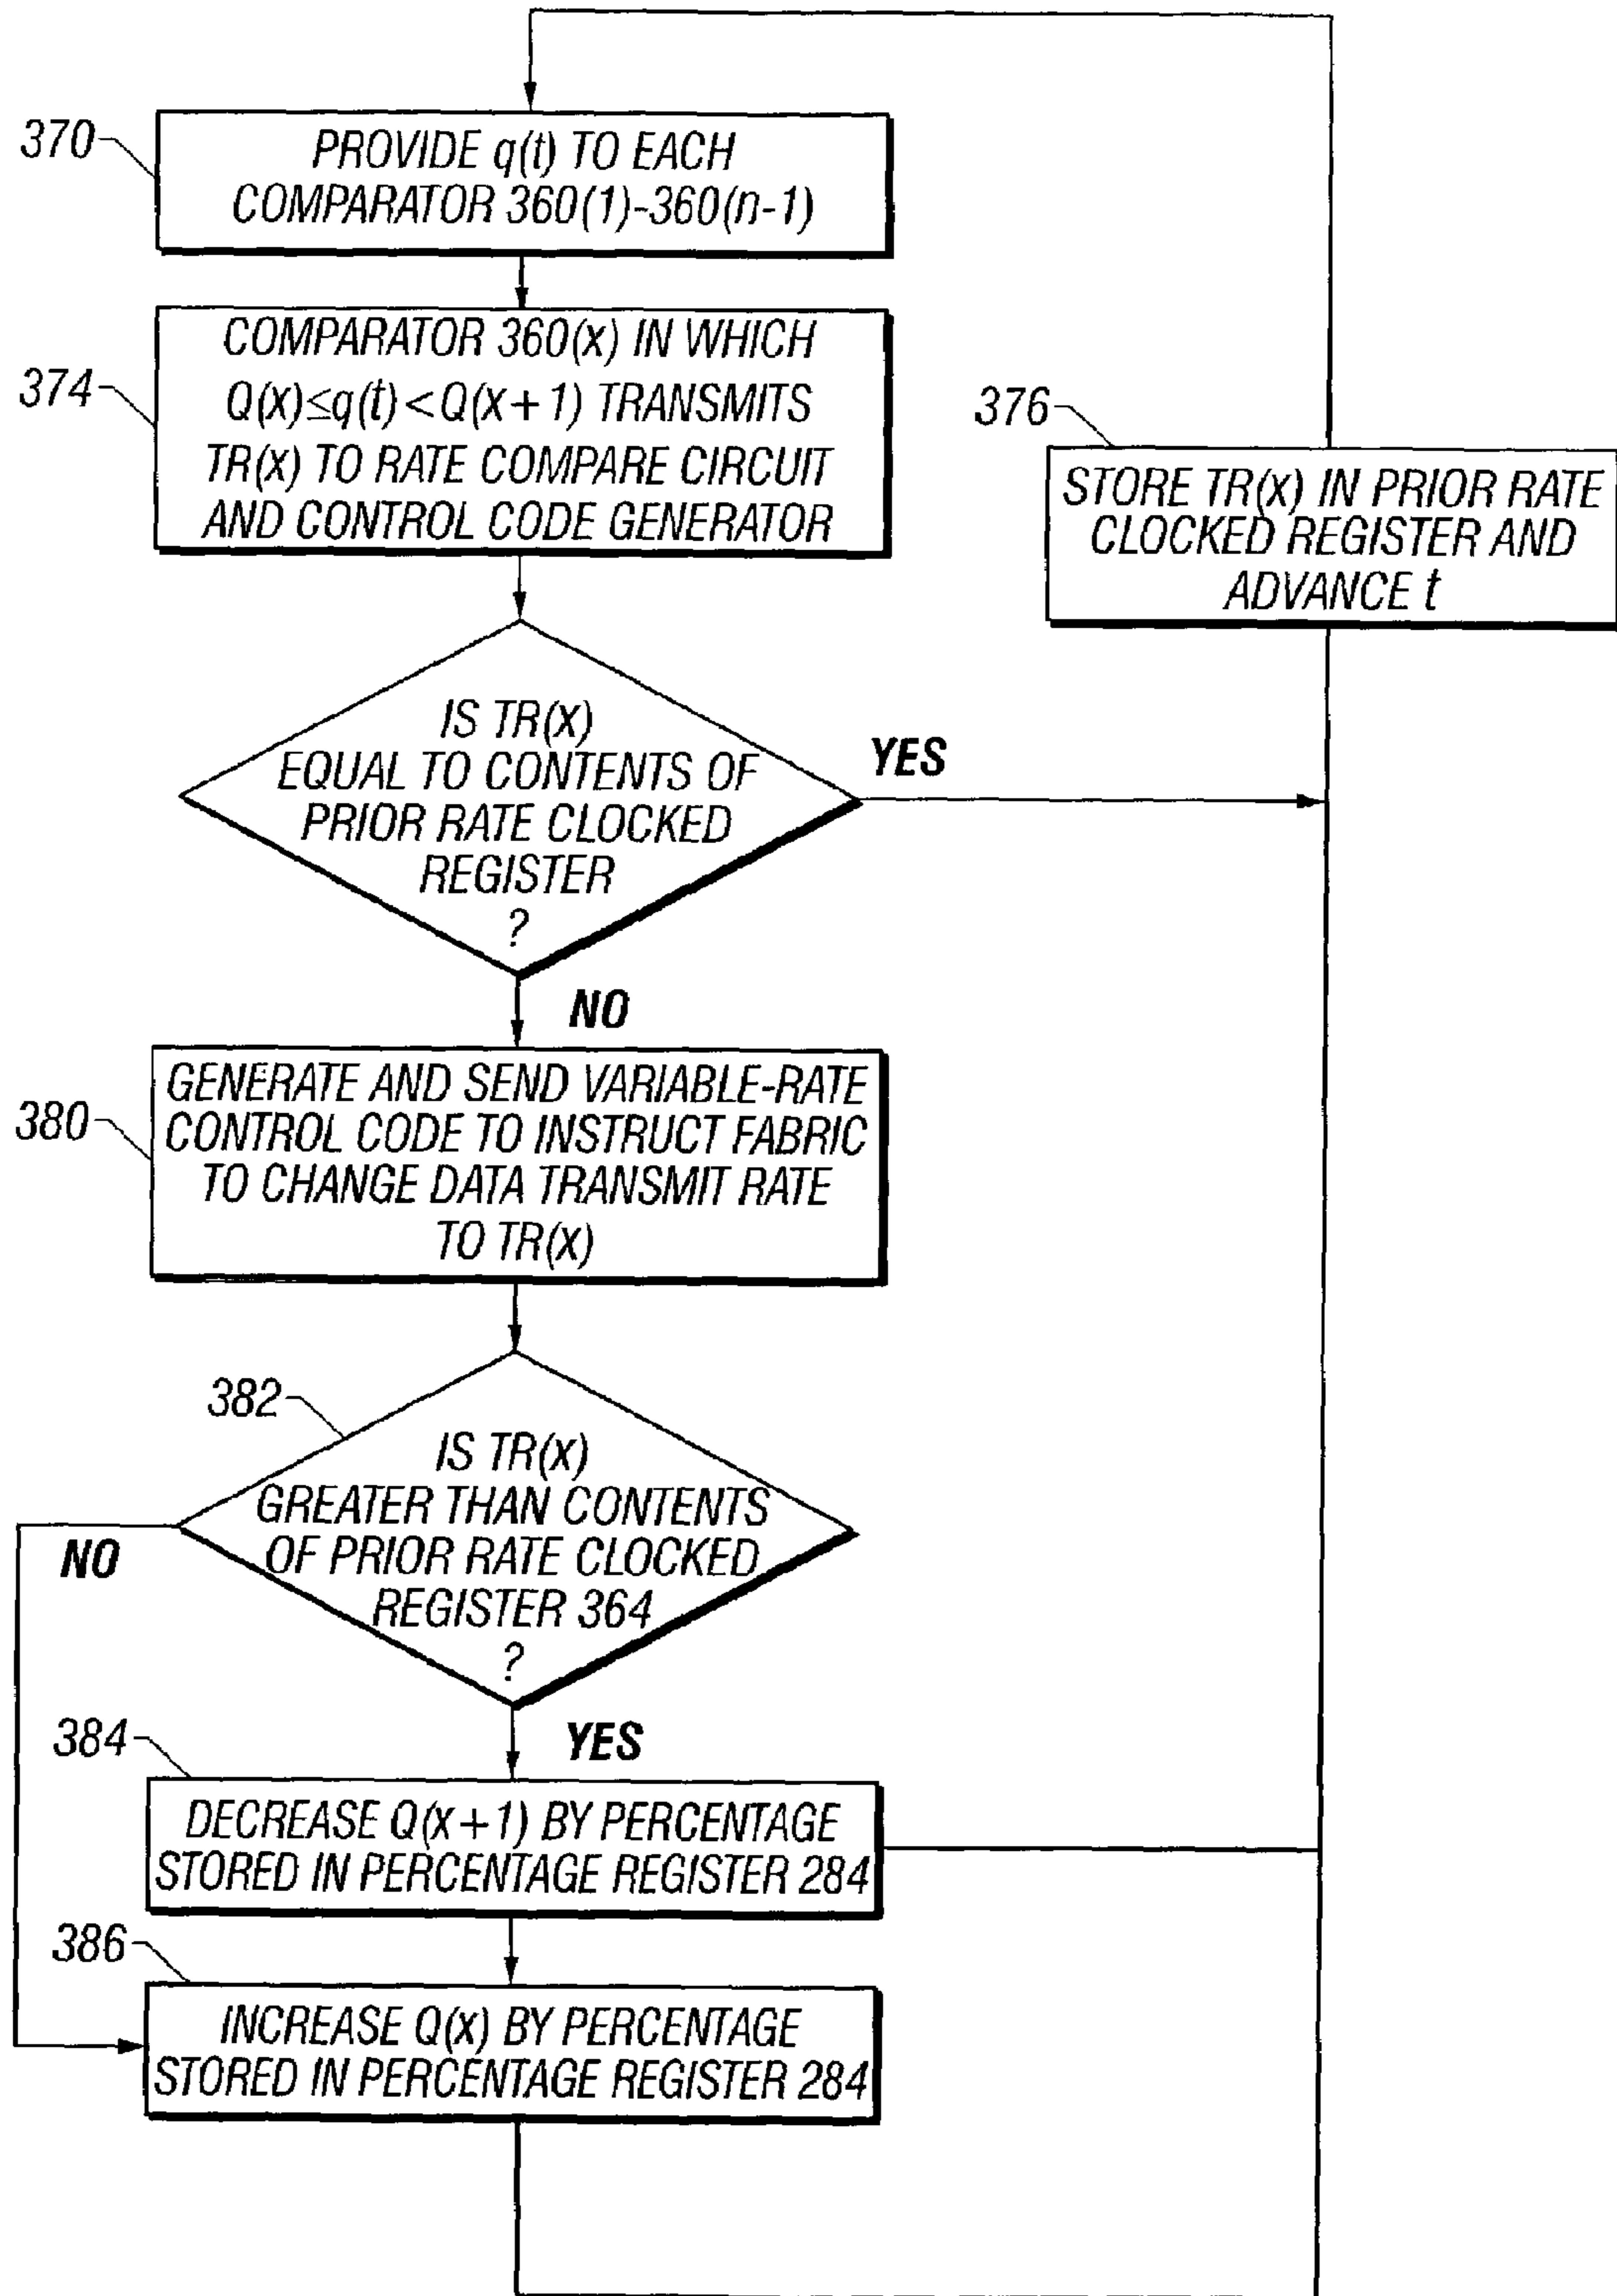 370
PROVIDE q(t) TO EACH
COMPARATOR 360(1)-360(n-1)
374
COMPARATOR 360(x) IN WHICH
Q(x)≤q(t)<Q(x+1) TRANSMITS
TR(x) TO RATE COMPARE CIRCUIT
AND CONTROL CODE GENERATOR
376
STORE TR(x) IN PRIOR RATE
CLOCKED REGISTER AND
ADVANCE t
IS TR(x)
EQUAL TO CONTENTS OF
PRIOR RATE CLOCKED
REGISTER
?
YES
NO
380
GENERATE AND SEND VARIABLE-RATE
CONTROL CODE TO INSTRUCT FABRIC
TO CHANGE DATA TRANSMIT RATE
TO TR(x)
382
IS TR(x)
GREATER THAN CONTENTS
OF PRIOR RATE CLOCKED
REGISTER 364
?
NO
YES
384
DECREASE Q(x+1) BY PERCENTAGE
STORED IN PERCENTAGE REGISTER 284
386
INCREASE Q(x) BY PERCENTAGE
STORED IN PERCENTAGE REGISTER 284